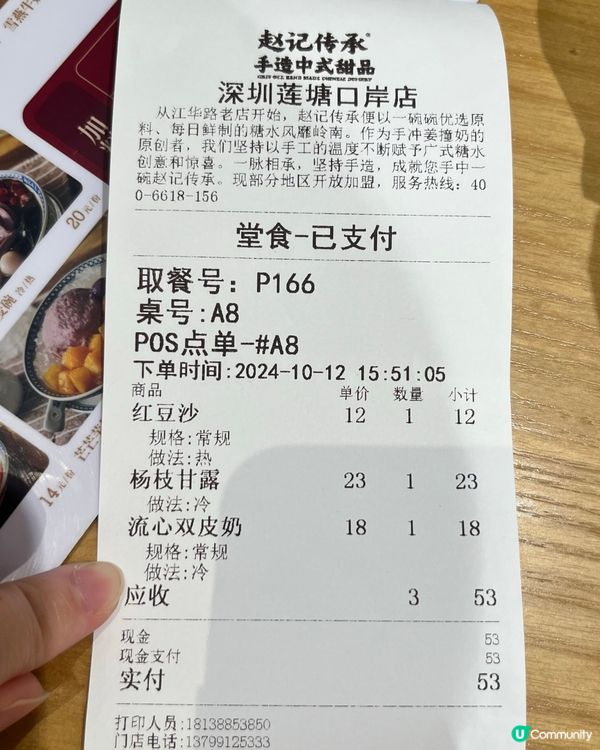 赵记传承®
手造中式甜品
深圳莲塘口岸店
从江华路老店开始，赵记传承便以一碗碗优选原
料、每日鲜制的糖水风靡岭南。作为手冲姜撞奶的
原创者，我们坚持以手工的温度不断赋予广式糖水
创意和惊喜。一脉相承，坚持手造，成就您手中一
碗赵记传承。现部分地区开放加盟，服务热线：40
0-6618-156
堂食-已支付
取餐号：P166
桌号:A8
POS点单-#A8
下单时间:2024-10-12 15:51:05
商品 单价 数量 小计
红豆沙 12 1 12
规格:常规
做法:热
杨枝甘露 23 1 23
做法:冷
流心双皮奶 18 1 18
规格:常规
做法:冷
应收 3 53
现金 53
现金支付 53
实付 53
打印人员:18138853850
门店电话:13799125333
20元/份
冷/热
14元/份
加
U Community